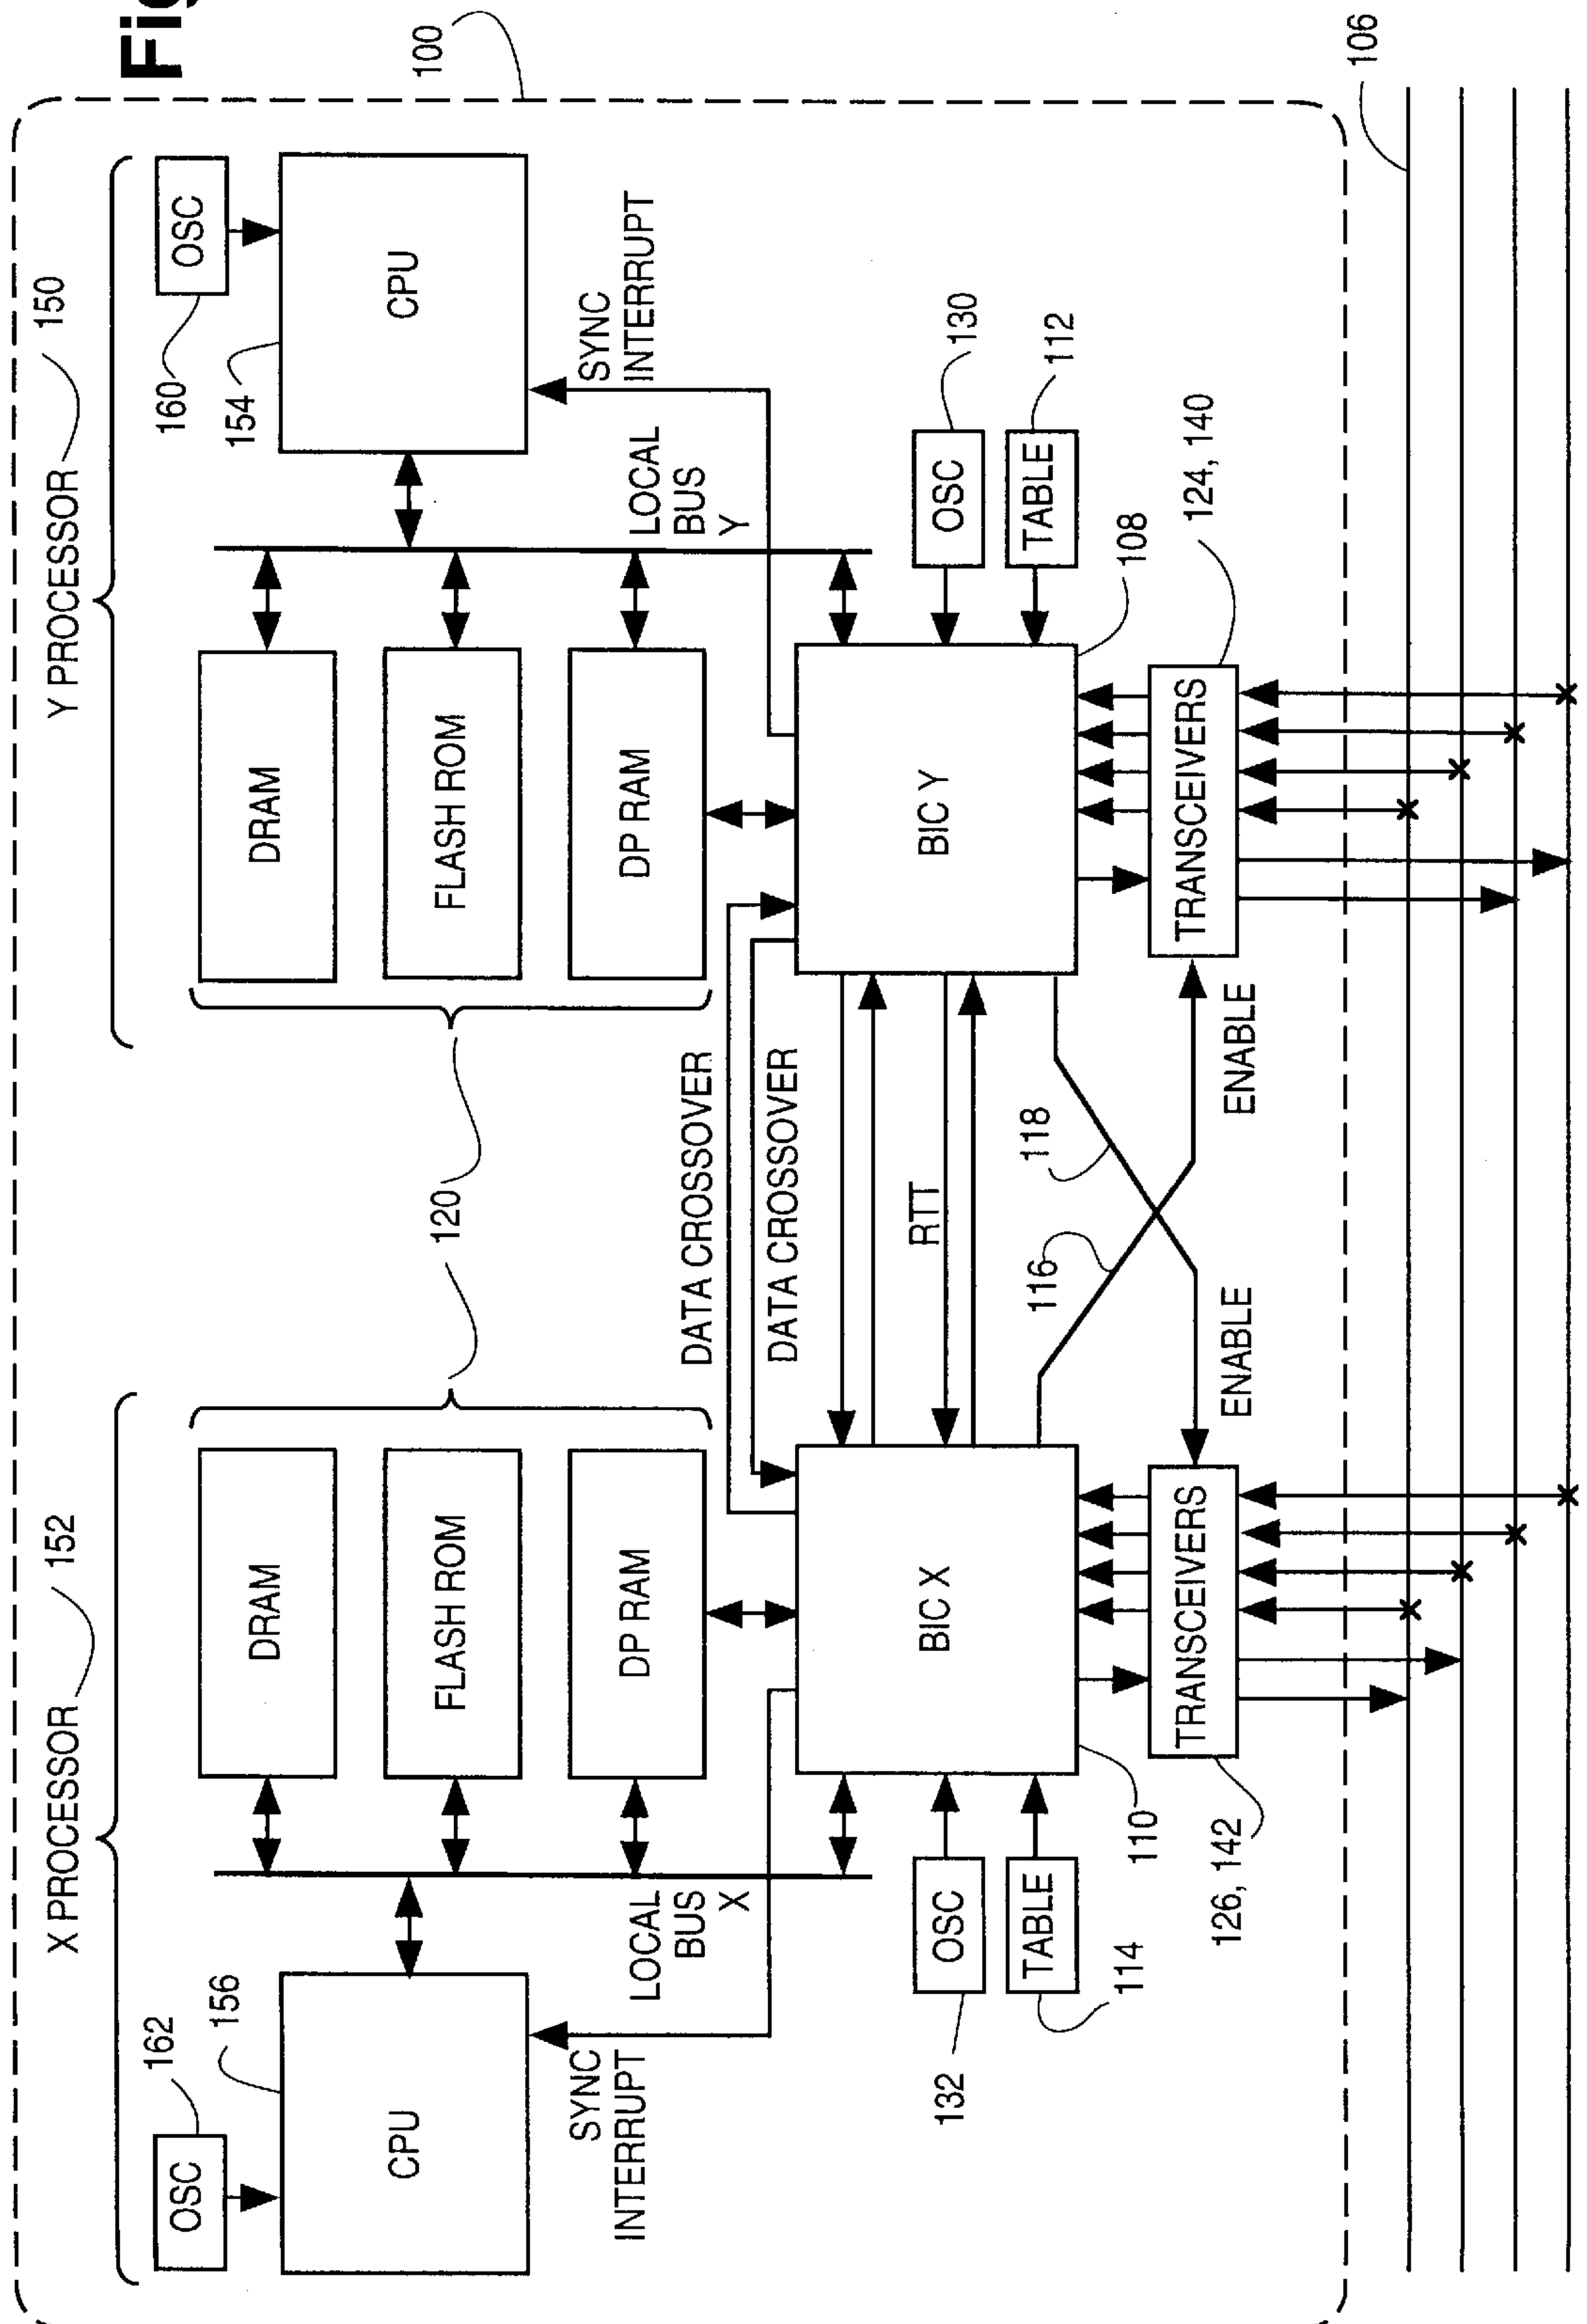 Fig
100
X PROCESSOR 152
Y PROCESSOR 150
162
OSC
156
CPU
SYNC
INTERRUPT
LOCAL
BUS
X
DRAM
FLASH ROM
DP RAM
120
DRAM
FLASH ROM
DP RAM
LOCAL
BUS
Y
OSC
160
154
CPU
SYNC
INTERRUPT
DATA CROSSOVER
DATA CROSSOVER
132
OSC
114
TABLE
BIC X
110
RTT
116
118
BIC Y
108
OSC
130
TABLE
112
126, 142
TRANSCEIVERS
ENABLE
ENABLE
TRANSCEIVERS
124, 140
106